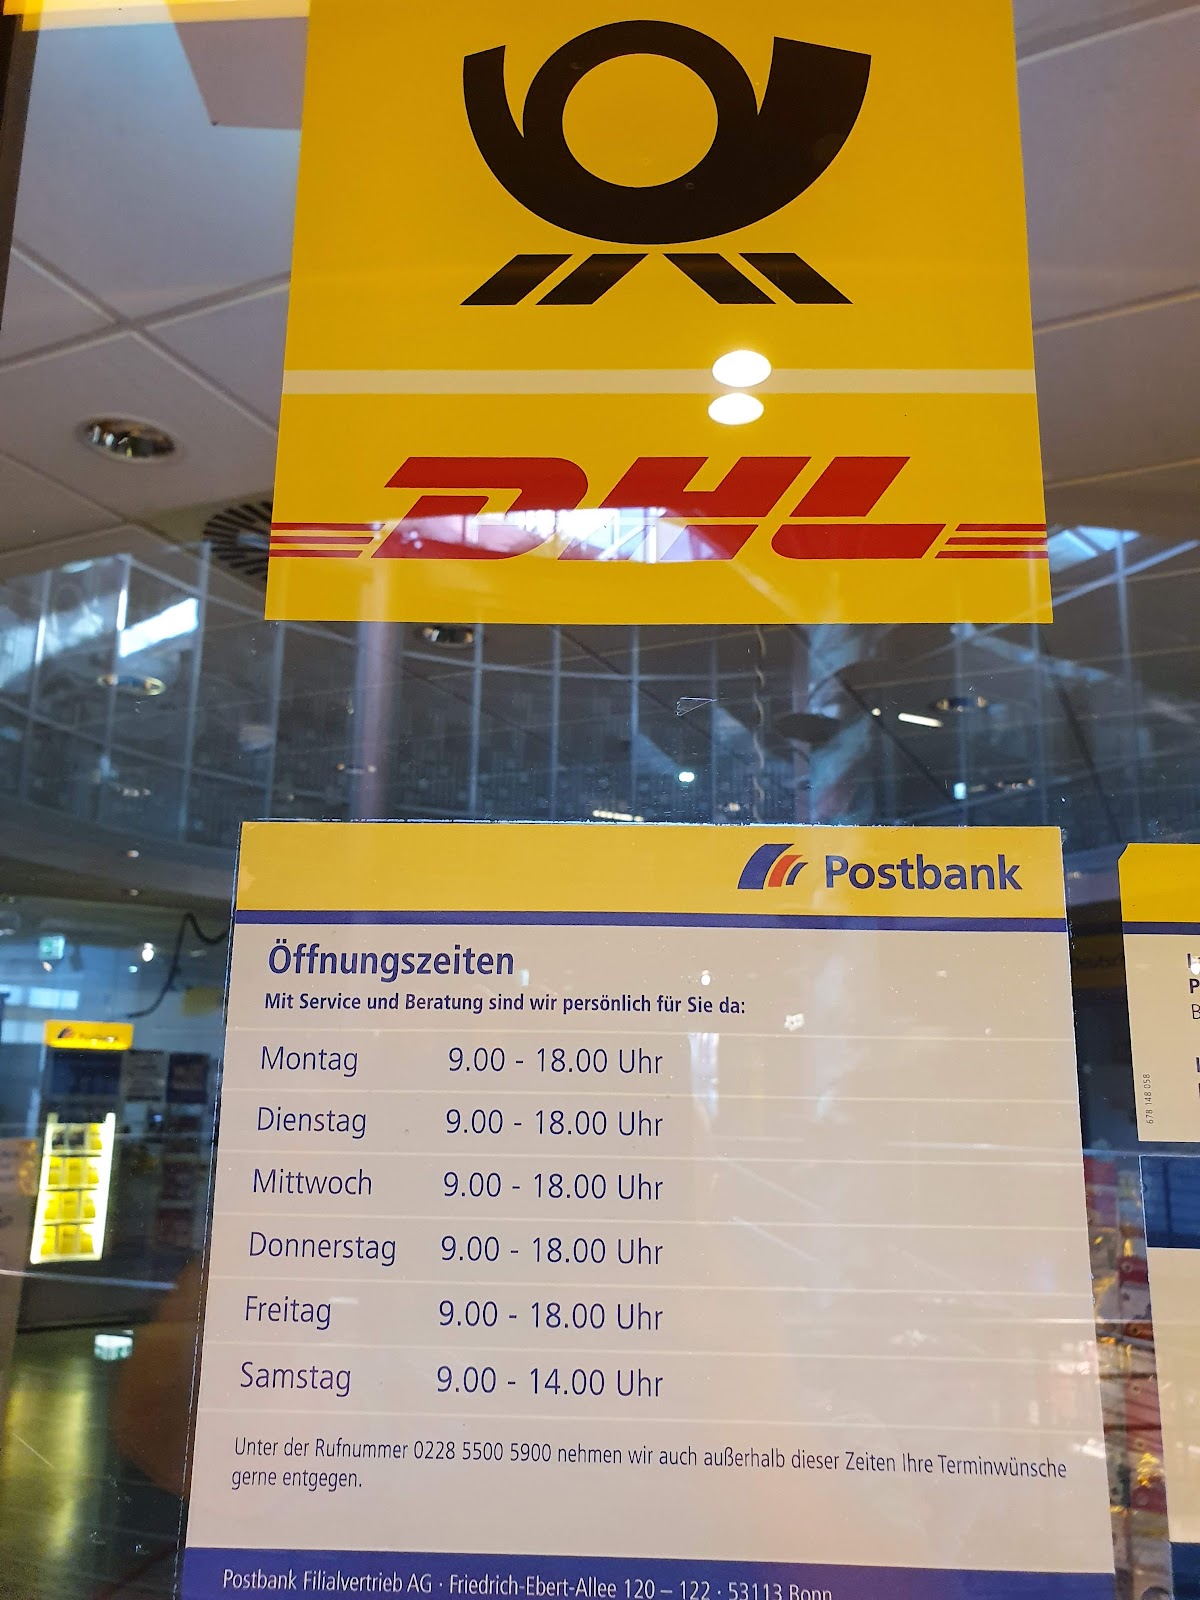 DHL
Postbank
Öffnungszeiten
Mit Service und Beratung sind wir persönlich für Sie da:
Montag 9.00 - 18.00 Uhr
Dienstag 9.00 - 18.00 Uhr
Mittwoch 9.00 - 18.00 Uhr
Donnerstag 9.00 - 18.00 Uhr
Freitag 9.00 - 18.00 Uhr
Samstag 9.00 - 14.00 Uhr
Unter der Rufnummer 0228 5500 5900 nehmen wir auch außerhalb dieser Zeiten Ihre Terminwünsche
gerne entgegen.
Postbank Filialvertrieb AG · Friedrich-Ebert-Allee 120 – 122 · 53113 Bonn
678 148 058